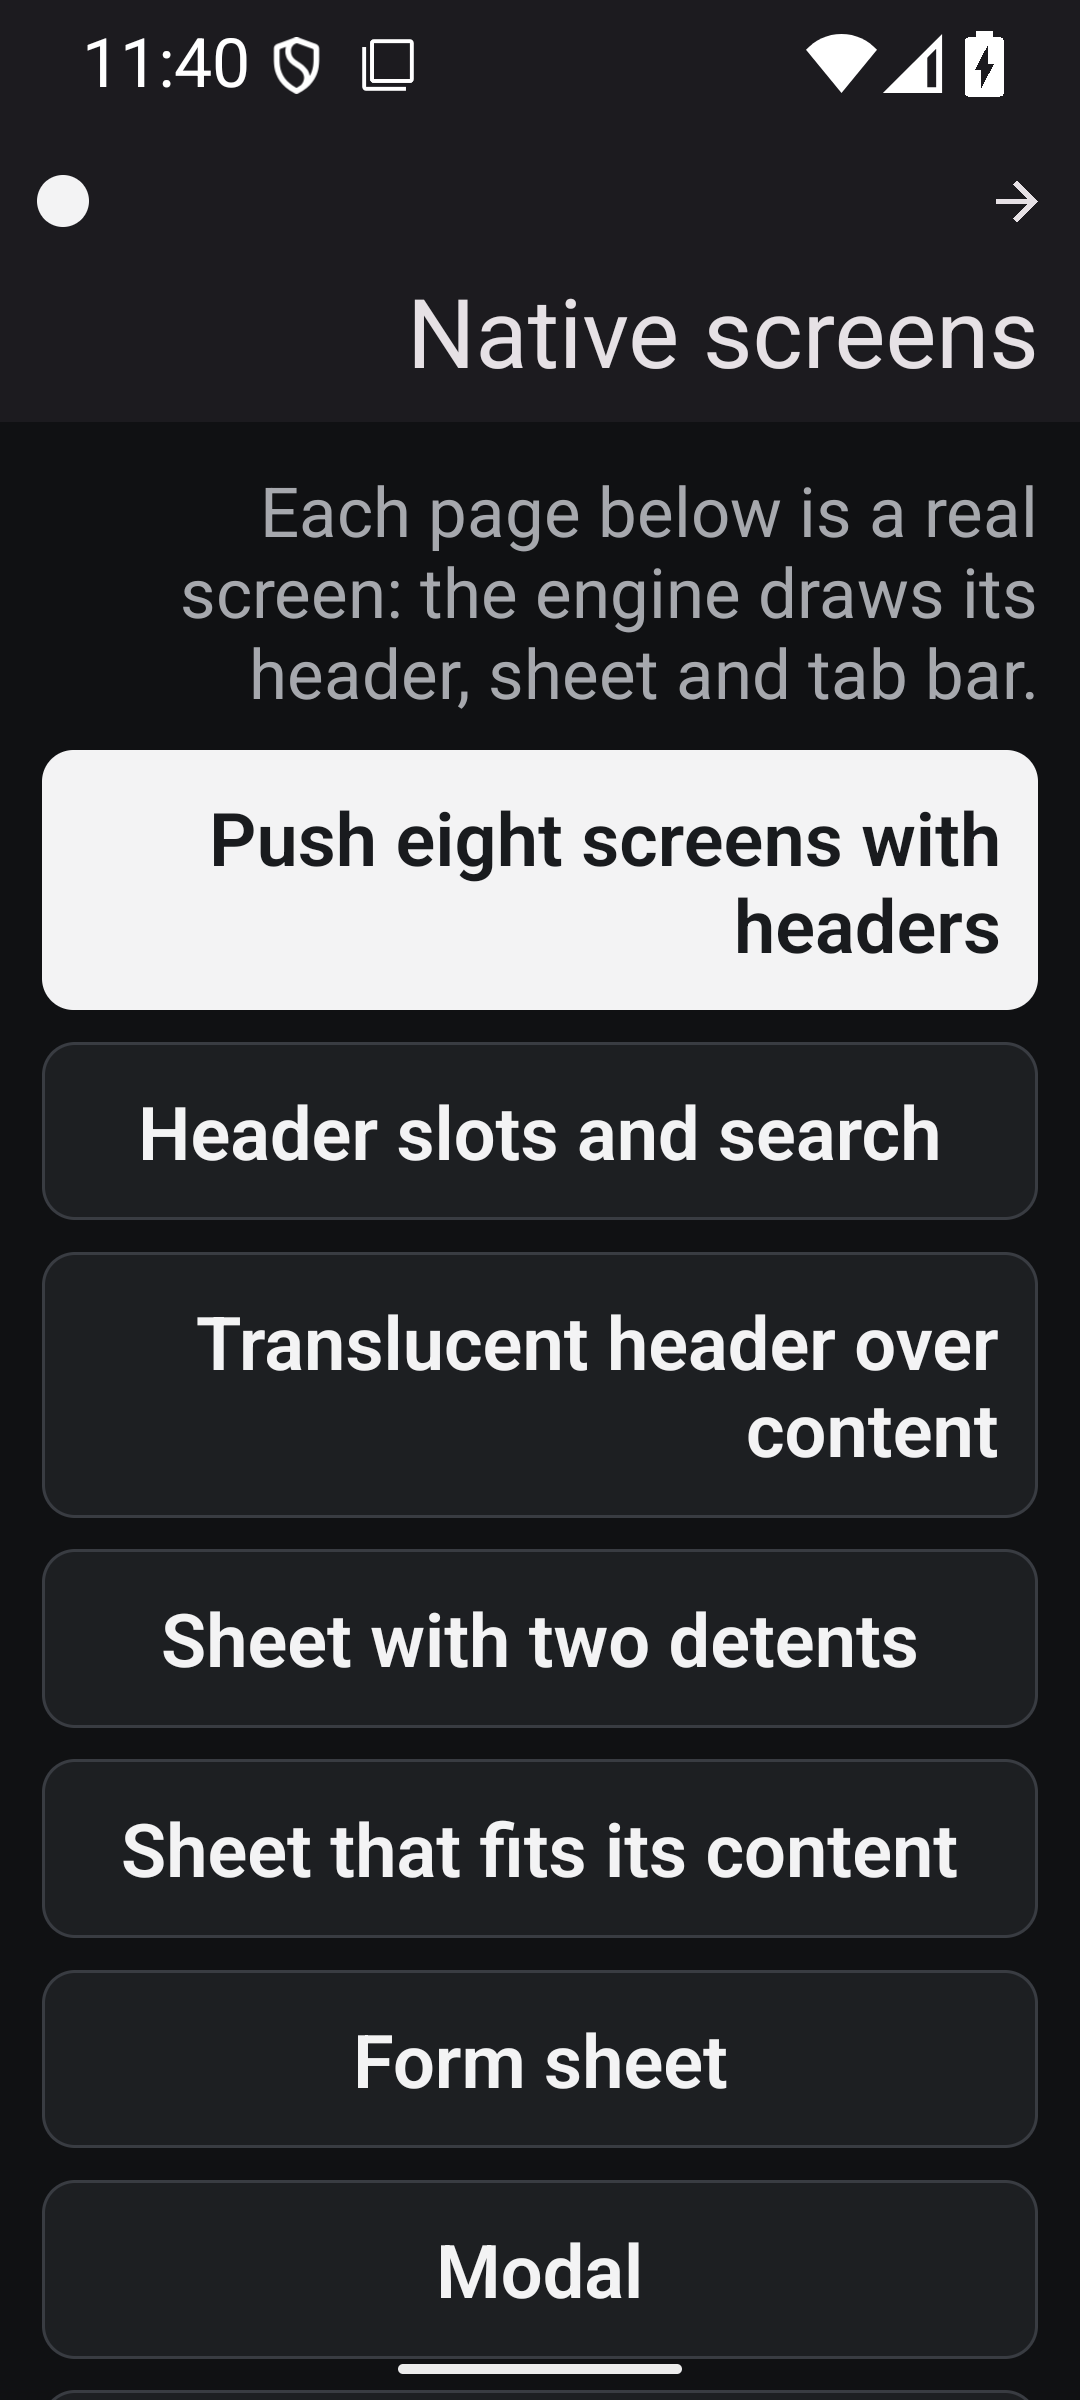 11:40
Native screens
Each page below is a real
screen: the engine draws its
header, sheet and tab bar.
Push eight screens with
headers
Header slots and search
Translucent header over
content
Sheet with two detents
Sheet that fits its content
Form sheet
Modal